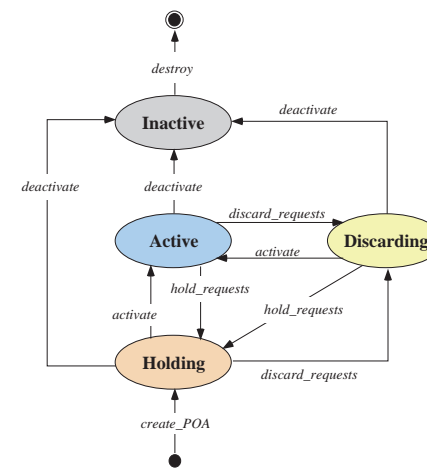 destroy
deactivate
Inactive
deactivate
deactivate
discard_requests
Active
Discarding
activate
hold_requests
hold_requests
activate
Holding
discard_requests
create_POA